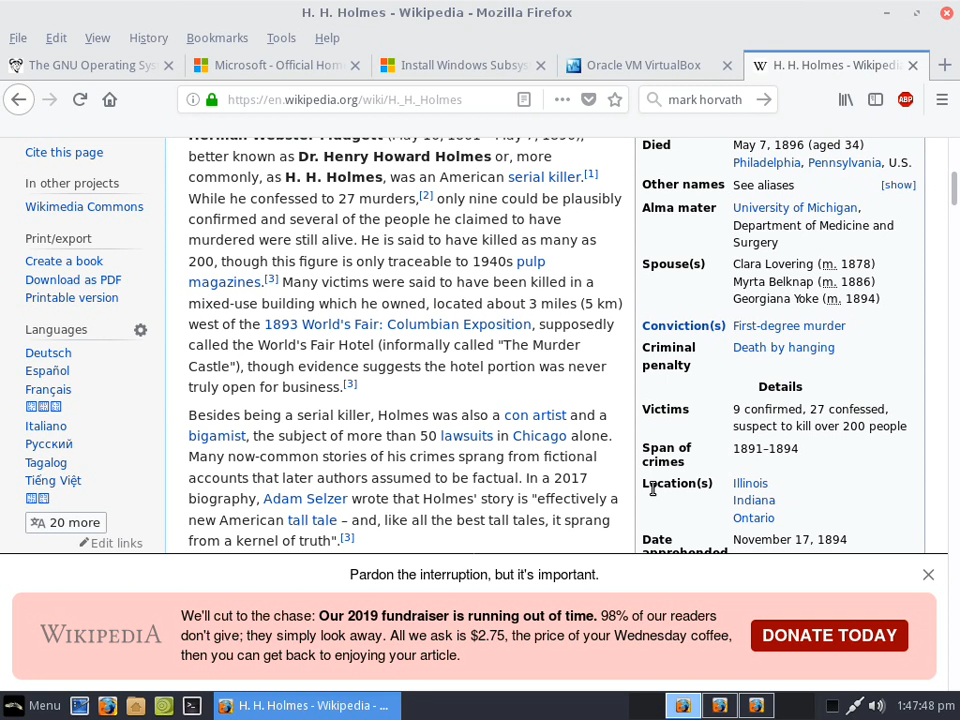 H. H. Holmes - Wikipedia - Mozilla Firefox
File Edit View History Bookmarks Tools Help
The GNU Operating Sys
Microsoft - Official Hom
Install Windows Subsys
Oracle VM VirtualBox
W H. H. Holmes - Wikipedi
https://en.wikipedia.org/wiki/H._H._Holmes
mark horvath
ABP
Cite this page
In other projects
Wikimedia Commons
Print/export
Create a book
Download as PDF
Printable version
Languages
Deutsch
Español
Français
Italiano
Русский
Tagalog
Tiếng Việt
20 more
Edit links
better known as Dr. Henry Howard Holmes or, more
commonly, as H. H. Holmes, was an American serial killer.[1]
While he confessed to 27 murders,[2] only nine could be plausibly
confirmed and several of the people he claimed to have
murdered were still alive. He is said to have killed as many as
200, though this figure is only traceable to 1940s pulp
magazines.[3] Many victims were said to have been killed in a
mixed-use building which he owned, located about 3 miles (5 km)
west of the 1893 World's Fair: Columbian Exposition, supposedly
called the World's Fair Hotel (informally called "The Murder
Castle"), though evidence suggests the hotel portion was never
truly open for business.[3]
Besides being a serial killer, Holmes was also a con artist and a
bigamist, the subject of more than 50 lawsuits in Chicago alone.
Many now-common stories of his crimes sprang from fictional
accounts that later authors assumed to be factual. In a 2017
biography, Adam Selzer wrote that Holmes' story is "effectively a
new American tall tale – and, like all the best tall tales, it sprang
from a kernel of truth".[3]
Died May 7, 1896 (aged 34)
Philadelphia, Pennsylvania, U.S.
Other names See aliases [show]
Alma mater University of Michigan,
Department of Medicine and
Surgery
Spouse(s) Clara Lovering (m. 1878)
Myrta Belknap (m. 1886)
Georgiana Yoke (m. 1894)
Conviction(s) First-degree murder
Criminal Death by hanging
penalty
Details
Victims 9 confirmed, 27 confessed,
suspect to kill over 200 people
Span of 1891–1894
crimes
Location(s) Illinois
Indiana
Ontario
Date November 17, 1894
apprehended
Pardon the interruption, but it's important.
WIKIPEDIA
We'll cut to the chase: Our 2019 fundraiser is running out of time. 98% of our readers
don't give; they simply look away. All we ask is $2.75, the price of your Wednesday coffee,
then you can get back to enjoying your article.
DONATE TODAY
Menu
H. H. Holmes - Wikipedia - ...
1:47:48 pm